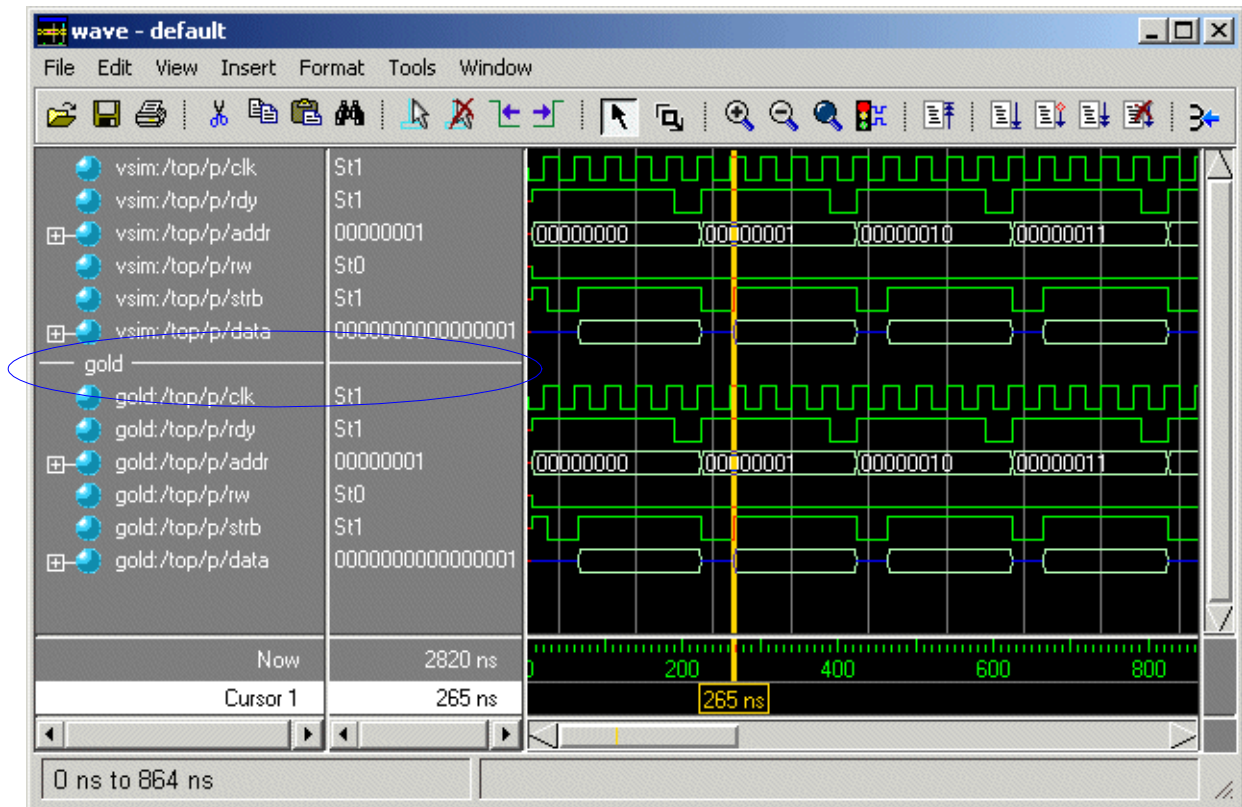 wave - default
File Edit View Insert Format Tools Window
vsim:/top/p/clk St1
vsim:/top/p/rdy St1
vsim:/top/p/addr 00000001 00000000 00000001 00000010 00000011
vsim:/top/p/rw St0
vsim:/top/p/strb St1
vsim:/top/p/data 0000000000000001
gold
gold:/top/p/clk St1
gold:/top/p/rdy St1
gold:/top/p/addr 00000001 00000000 00000001 00000010 00000011
gold:/top/p/rw St0
gold:/top/p/strb St1
gold:/top/p/data 0000000000000001
Now 2820 ns 200 400 600 800
Cursor 1 265 ns 265 ns
0 ns to 864 ns